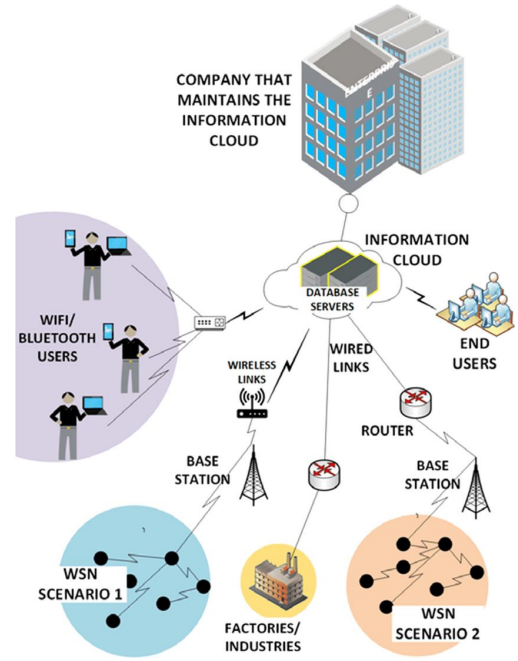 COMPANY THAT
MAINTAINS THE
INFORMATION
CLOUD
ENTERPRIS
E
INFORMATION
CLOUD
DATABASE
SERVERS
WIFI/
BLUETOOTH
USERS
END
USERS
WIRELESS
LINKS
WIRED
LINKS
ROUTER
BASE
STATION
BASE
STATION
WSN
SCENARIO 1
FACTORIES/
INDUSTRIES
WSN
SCENARIO 2